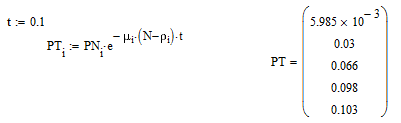 t := 0.1
PT_i := PN_i·e^{-μ_i·(N-ρ_i)·t}
PT =
5.985 × 10^{-3}
0.03
0.066
0.098
0.103